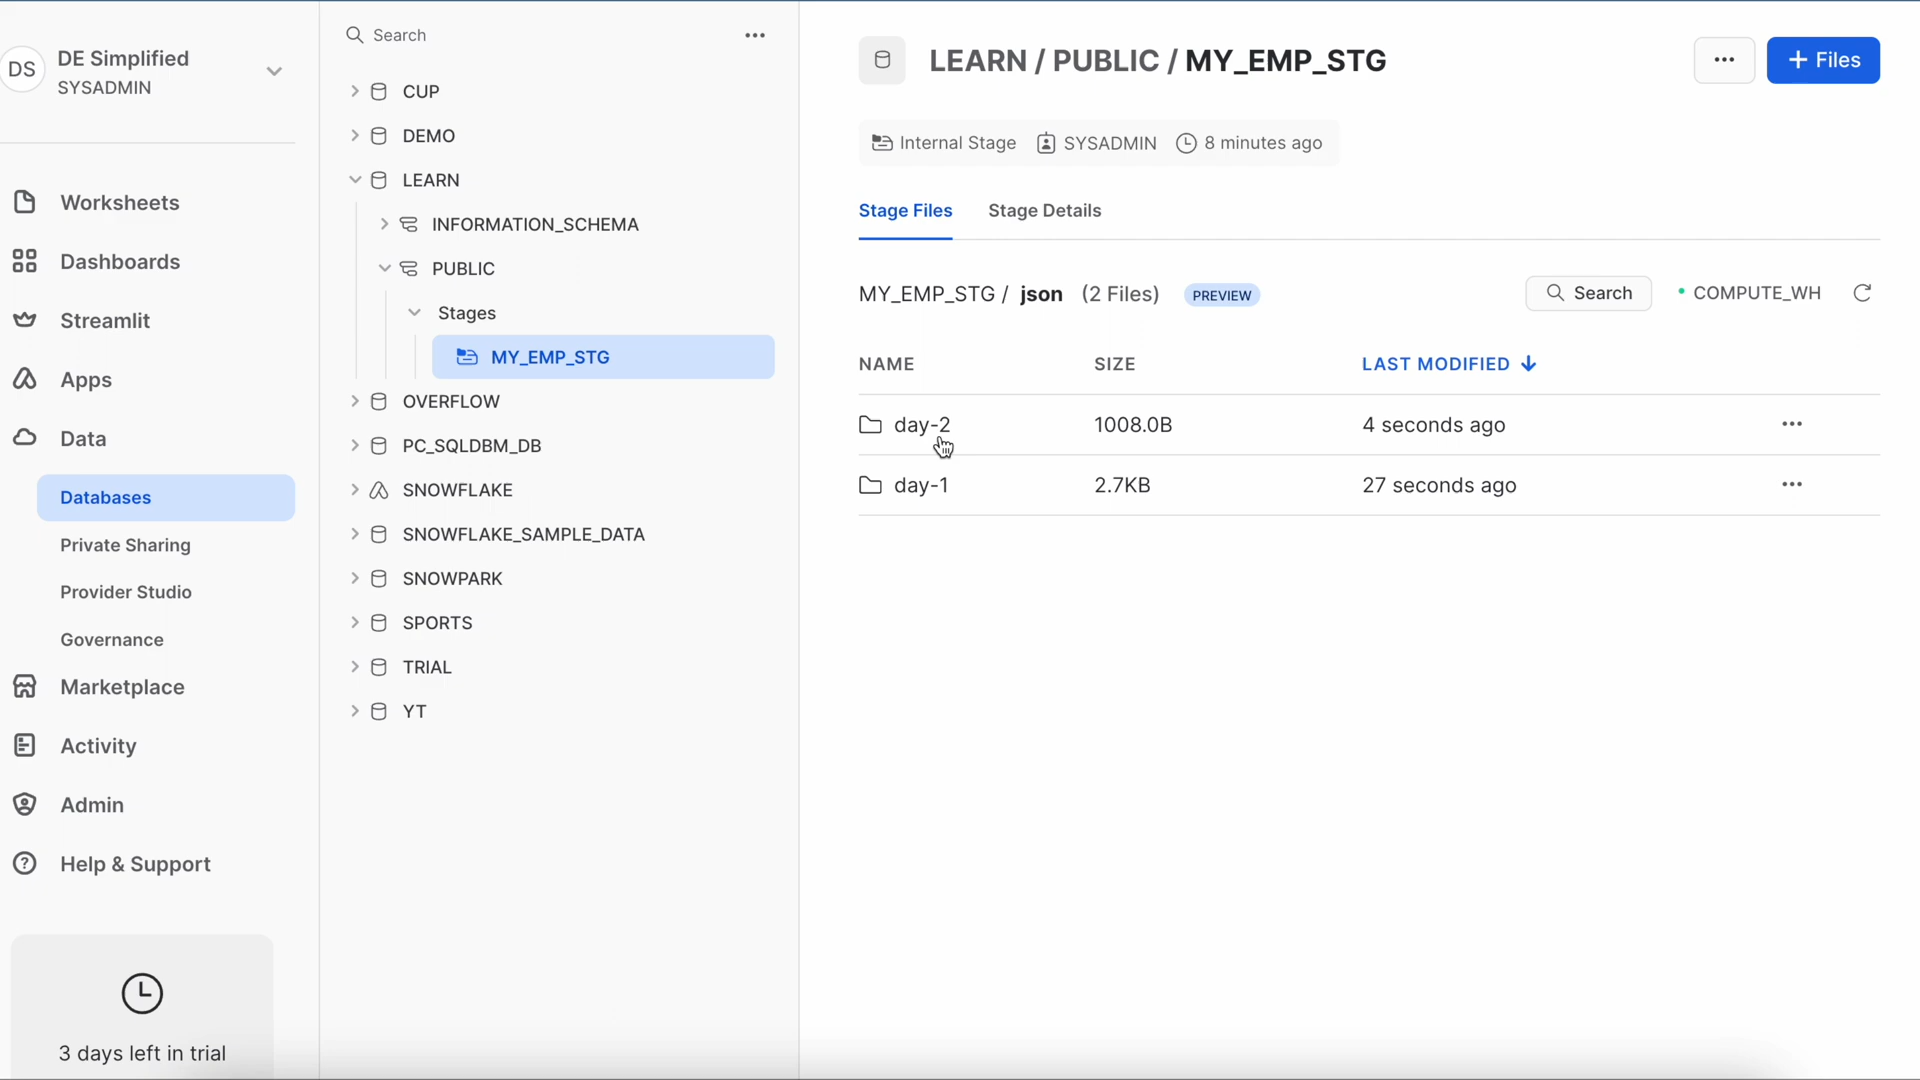 DS
DE Simplified
SYSADMIN
Worksheets
Dashboards
Streamlit
Apps
Data
Databases
Private Sharing
Provider Studio
Governance
Marketplace
Activity
Admin
Help & Support
3 days left in trial
Search
CUP
DEMO
LEARN
INFORMATION_SCHEMA
PUBLIC
Stages
MY_EMP_STG
OVERFLOW
PC_SQLDBM_DB
SNOWFLAKE
SNOWFLAKE_SAMPLE_DATA
SNOWPARK
SPORTS
TRIAL
YT
LEARN / PUBLIC / MY_EMP_STG
+ Files
Internal Stage SYSADMIN 8 minutes ago
Stage Files Stage Details
MY_EMP_STG / json (2 Files) PREVIEW Search COMPUTE_WH
NAME SIZE LAST MODIFIED
day-2 1008.0B 4 seconds ago
day-1 2.7KB 27 seconds ago